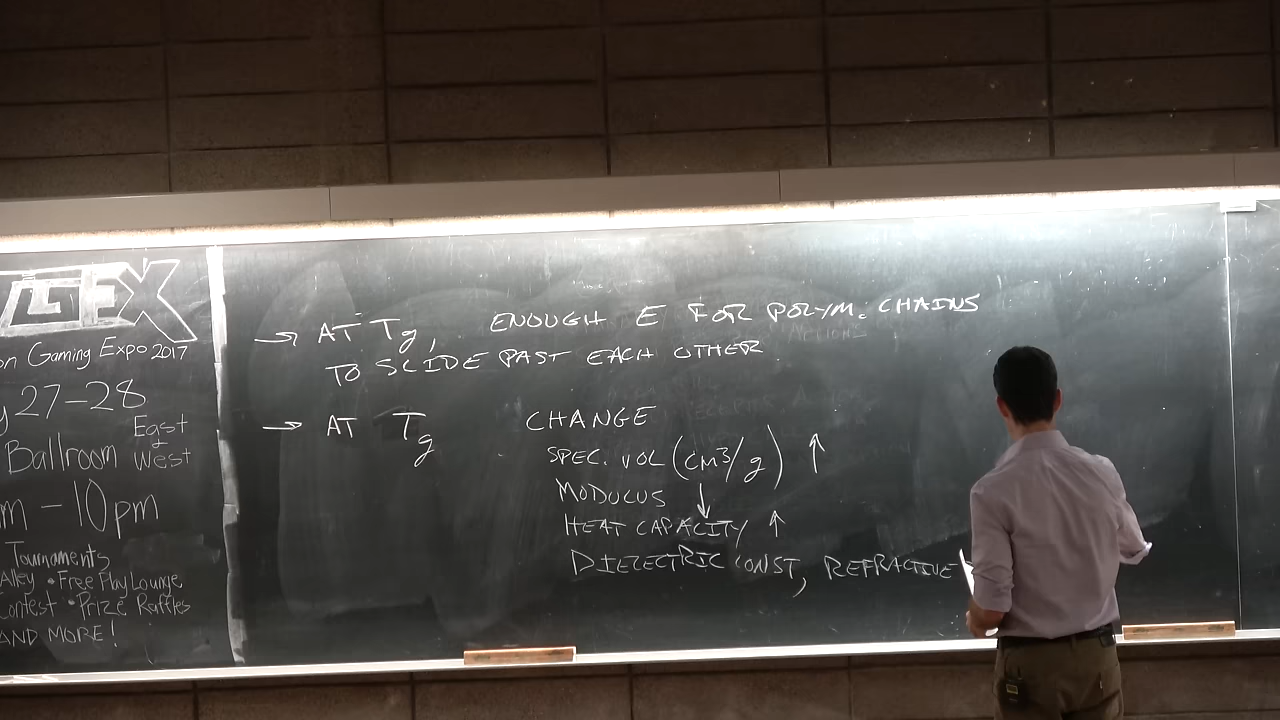 GEX
on Gaming Expo 2017
y 27-28
East
&
Ballroom West
m - 10pm
Tournaments
Alley • Free Play Lounge
Contest • Prize Raffles
AND MORE!
→ AT Tg, ENOUGH E FOR POLYM. CHAINS
TO SLIDE PAST EACH OTHER
→ AT Tg CHANGE
SPEC. VOL (cm³/g) ↑
MODULUS ↓
HEAT CAPACITY ↑
DIELECTRIC CONST, REFRACTIVE